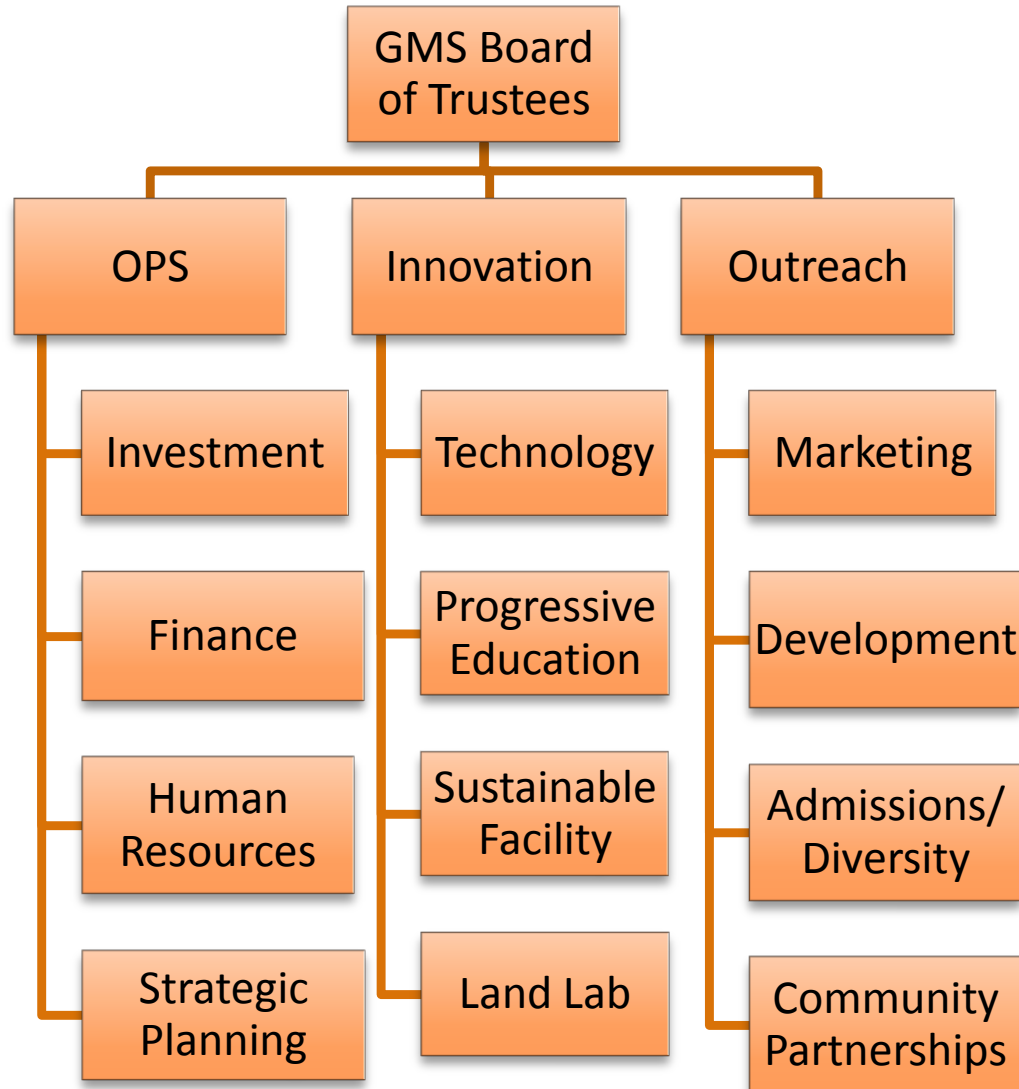 GMS Board
of Trustees
OPS
Innovation
Outreach
Investment
Technology
Marketing
Finance
Progressive
Education
Development
Human
Resources
Sustainable
Facility
Admissions/
Diversity
Strategic
Planning
Land Lab
Community
Partnerships